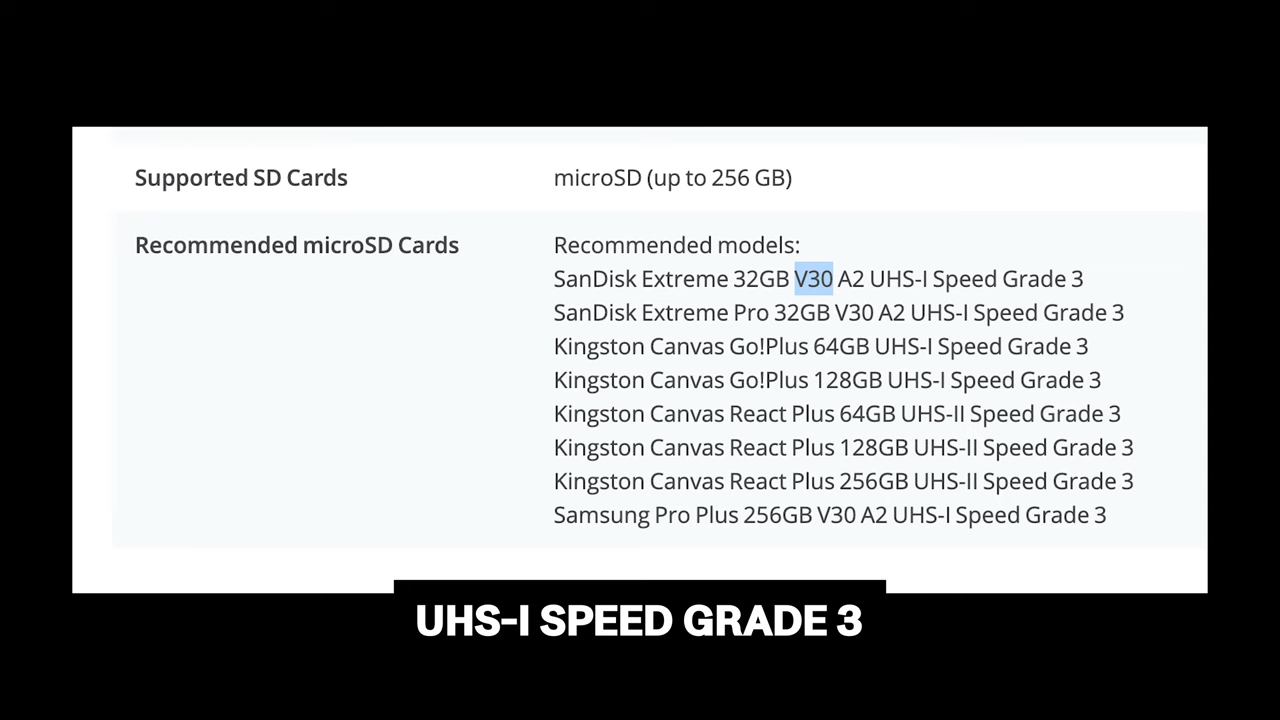 Supported SD Cards
microSD (up to 256 GB)
Recommended microSD Cards
Recommended models:
SanDisk Extreme 32GB V30 A2 UHS-I Speed Grade 3
SanDisk Extreme Pro 32GB V30 A2 UHS-I Speed Grade 3
Kingston Canvas Go!Plus 64GB UHS-I Speed Grade 3
Kingston Canvas Go!Plus 128GB UHS-I Speed Grade 3
Kingston Canvas React Plus 64GB UHS-II Speed Grade 3
Kingston Canvas React Plus 128GB UHS-II Speed Grade 3
Kingston Canvas React Plus 256GB UHS-II Speed Grade 3
Samsung Pro Plus 256GB V30 A2 UHS-I Speed Grade 3
UHS-I SPEED GRADE 3